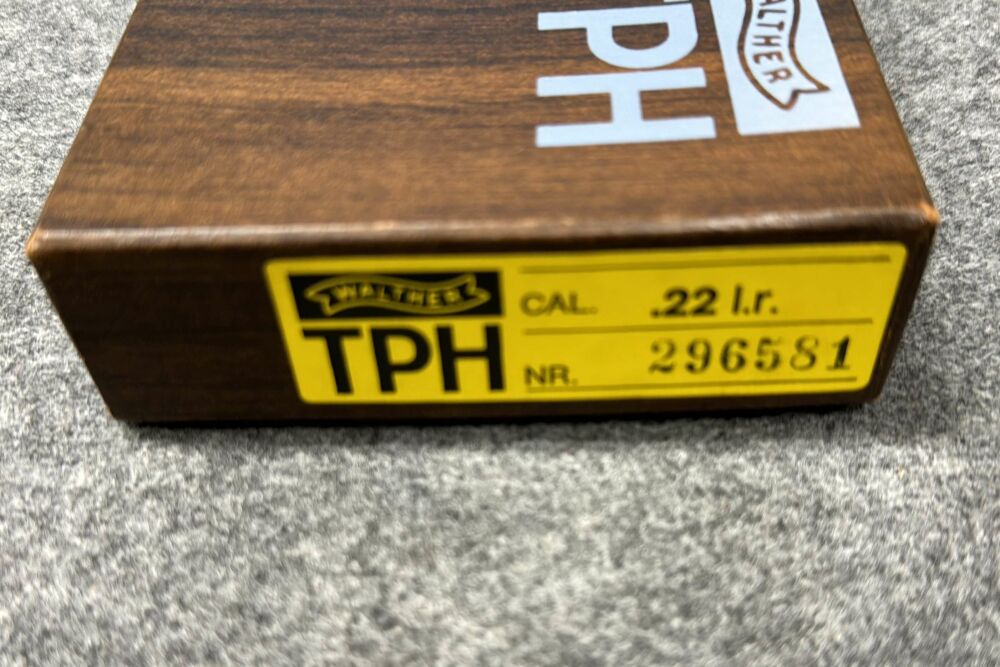 WALTHER
TPH
WALTHER
TPH
CAL. .22 l.r.
NR. 296581